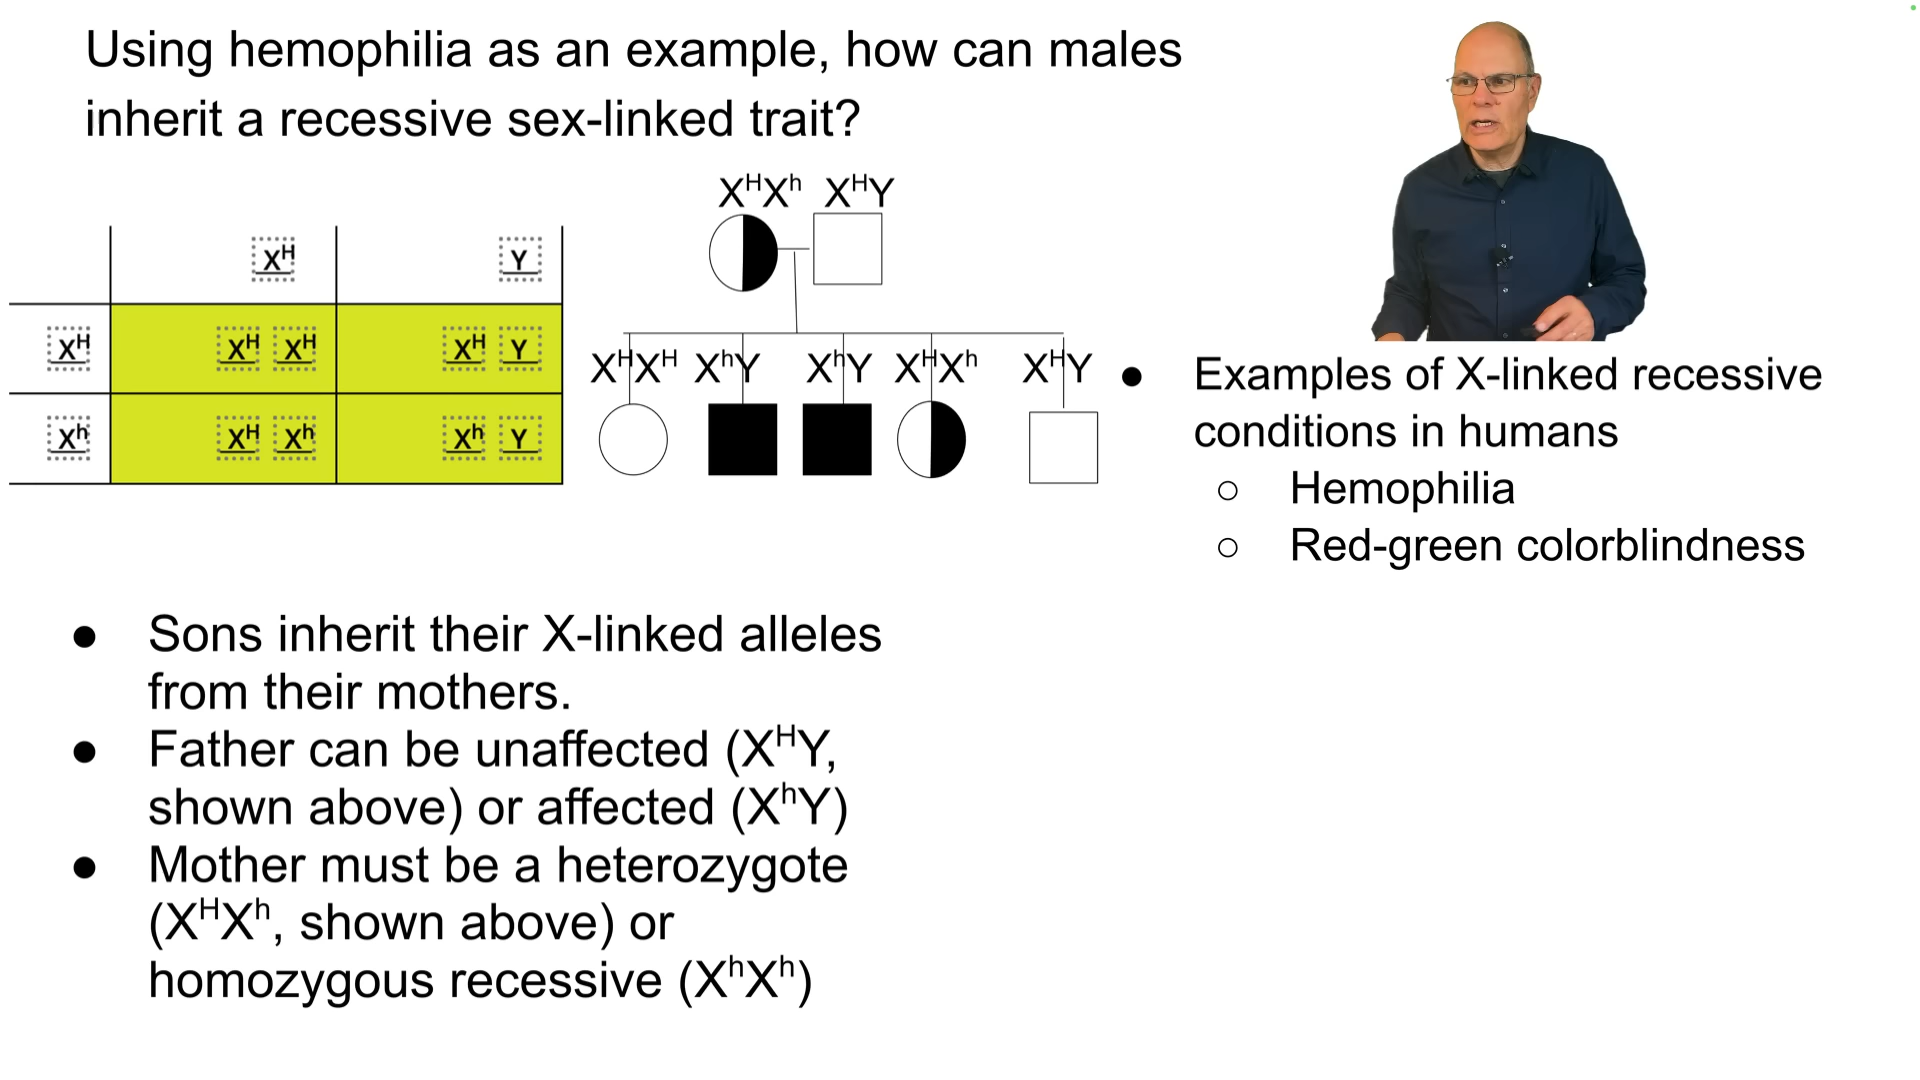 Using hemophilia as an example, how can males
inherit a recessive sex-linked trait?
XᴴXʰ XᴴY
Xᴴ Y
Xᴴ Xᴴ Xᴴ Xᴴ Y
Xʰ Xᴴ Xʰ Xʰ Y
XᴴXᴴ XʰY XʰY XᴴXʰ XᴴY
● Examples of X-linked recessive
conditions in humans
○ Hemophilia
○ Red-green colorblindness
● Sons inherit their X-linked alleles
from their mothers.
● Father can be unaffected (XᴴY,
shown above) or affected (XʰY)
● Mother must be a heterozygote
(XᴴXʰ, shown above) or
homozygous recessive (XʰXʰ)